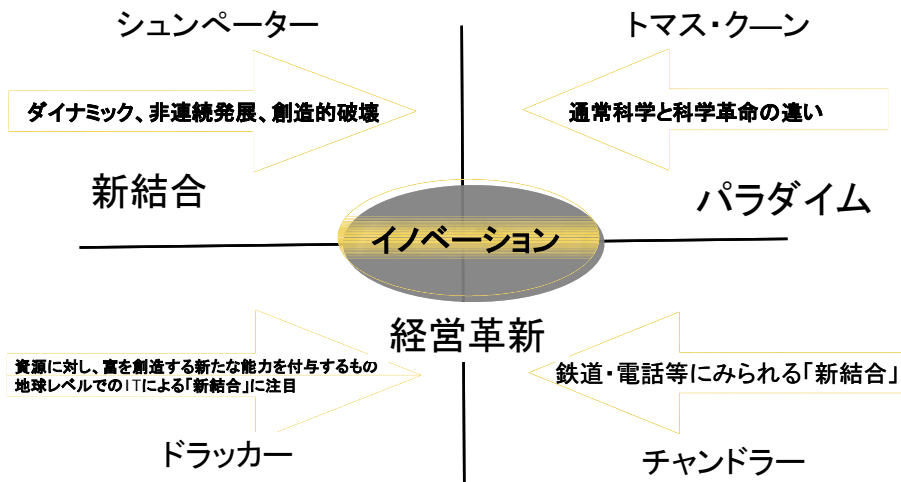 シュンペーター
トマス・クーン
ダイナミック、非連続発展、創造的破壊
通常科学と科学革命の違い
新結合
パラダイム
イノベーション
経営革新
資源に対し、富を創造する新たな能力を付与するもの
地球レベルでのITによる「新結合」に注目
鉄道・電話等にみられる「新結合」
ドラッカー
チャンドラー